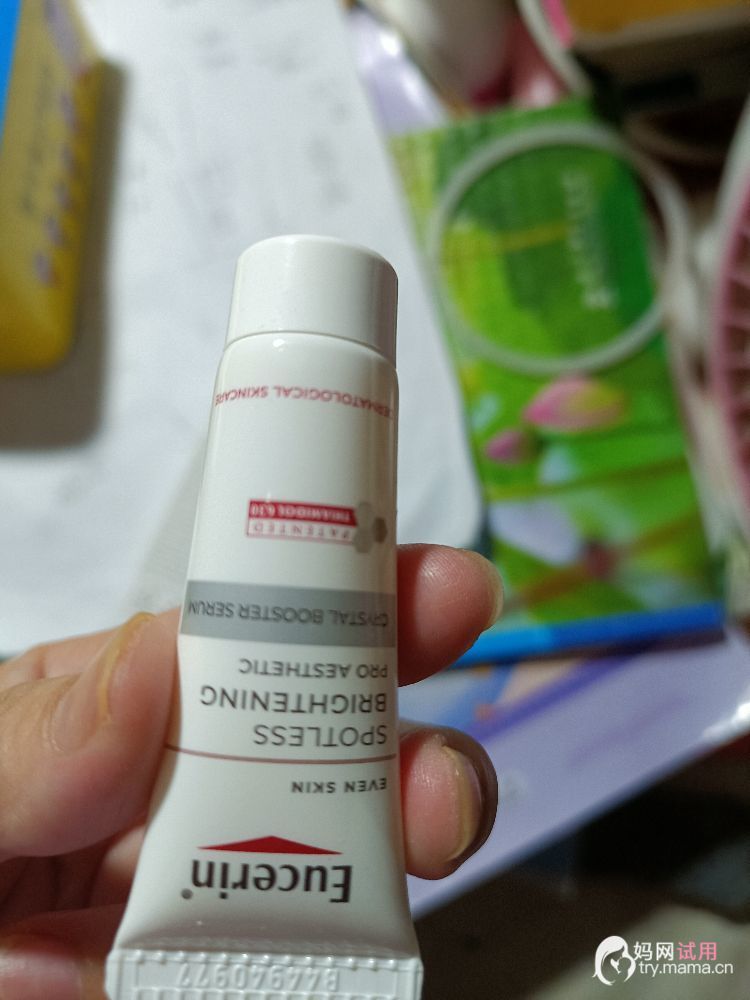 Eucerin®
EVEN SKIN
SPOTLESS
BRIGHTENING
PRO AESTHETIC
CRYSTAL BOOSTER SERUM
PATENTED
THIAMIDOL 630
DERMATOLOGICAL SKINCARE
B44940977
妈网试用
try.mama.cn